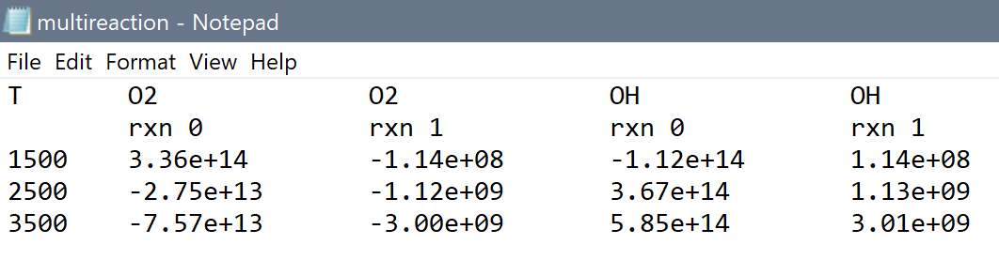 multireaction - Notepad
File Edit Format View Help
T O2 O2 OH OH
rxn 0 rxn 1 rxn 0 rxn 1
1500 3.36e+14 -1.14e+08 -1.12e+14 1.14e+08
2500 -2.75e+13 -1.12e+09 3.67e+14 1.13e+09
3500 -7.57e+13 -3.00e+09 5.85e+14 3.01e+09